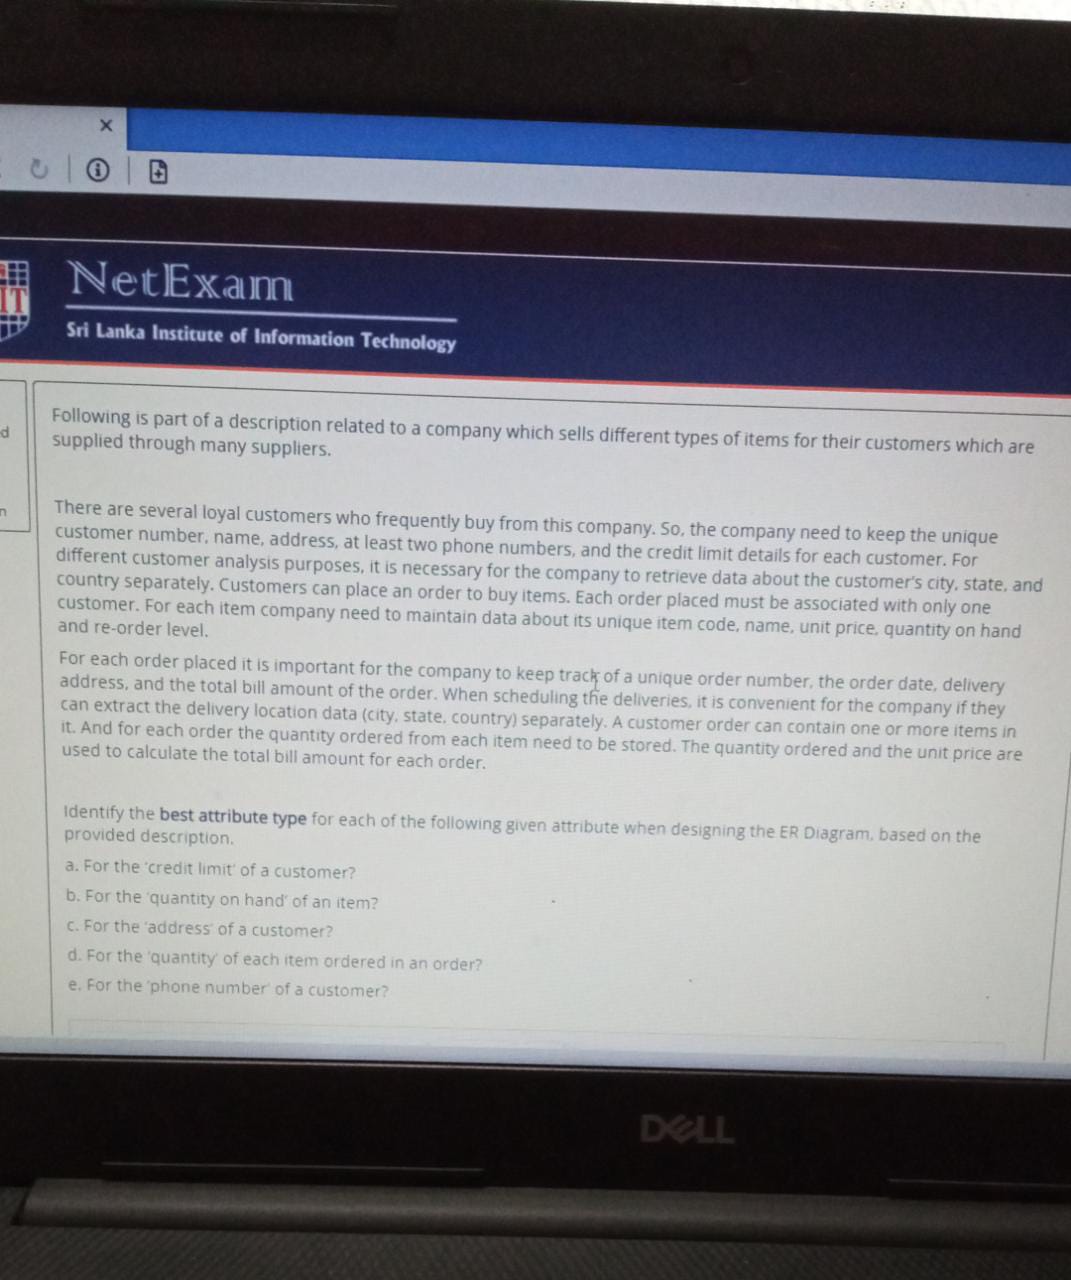 NetExam
IT
Sri Lanka Institute of Information Technology
d
n
Following is part of a description related to a company which sells different types of items for their customers which are
supplied through many suppliers.
There are several loyal customers who frequently buy from this company. So, the company need to keep the unique
customer number, name, address, at least two phone numbers, and the credit limit details for each customer. For
different customer analysis purposes, it is necessary for the company to retrieve data about the customer's city, state, and
country separately. Customers can place an order to buy items. Each order placed must be associated with only one
customer. For each item company need to maintain data about its unique item code, name, unit price, quantity on hand
and re-order level.
For each order placed it is important for the company to keep track of a unique order number, the order date, delivery
address, and the total bill amount of the order. When scheduling the deliveries, it is convenient for the company if they
can extract the delivery location data (city, state, country) separately. A customer order can contain one or more items in
it. And for each order the quantity ordered from each item need to be stored. The quantity ordered and the unit price are
used to calculate the total bill amount for each order.
Identify the best attribute type for each of the following given attribute when designing the ER Diagram, based on the
provided description.
a. For the 'credit limit' of a customer?
b. For the 'quantity on hand' of an item?
c. For the 'address' of a customer?
d. For the 'quantity' of each item ordered in an order?
e. For the 'phone number' of a customer?
DELL